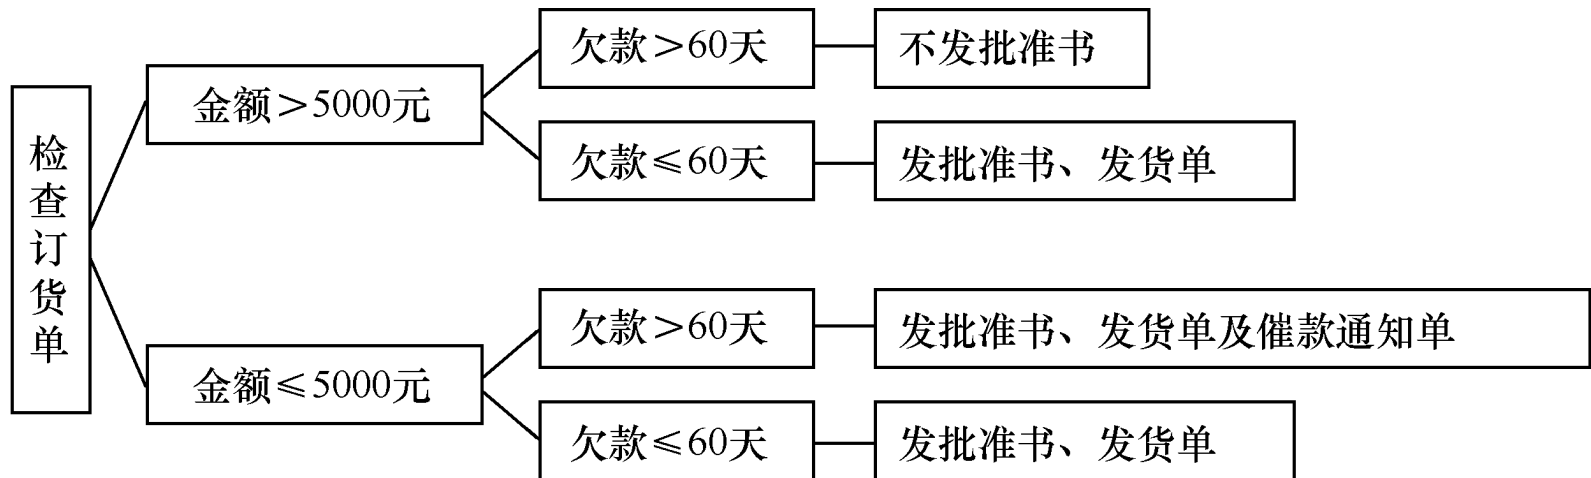 检查订货单
金额>5000元
欠款>60天
不发批准书
欠款≤60天
发批准书、发货单
金额≤5000元
欠款>60天
发批准书、发货单及催款通知单
欠款≤60天
发批准书、发货单